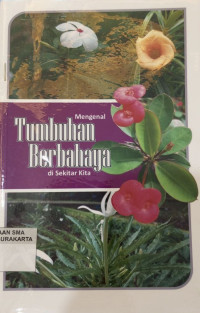 Mengenal
Tumbuhan
Berbahaya
di Sekitar Kita
AAN SMA
URAKARTA